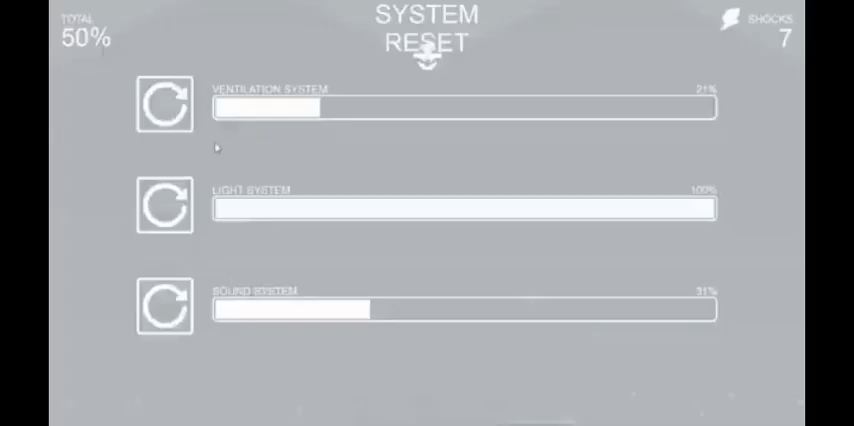 TOTAL
50%
SYSTEM
RESET
SHOCKS
7
VENTILATION SYSTEM
21%
LIGHT SYSTEM
100%
SOUND SYSTEM
31%